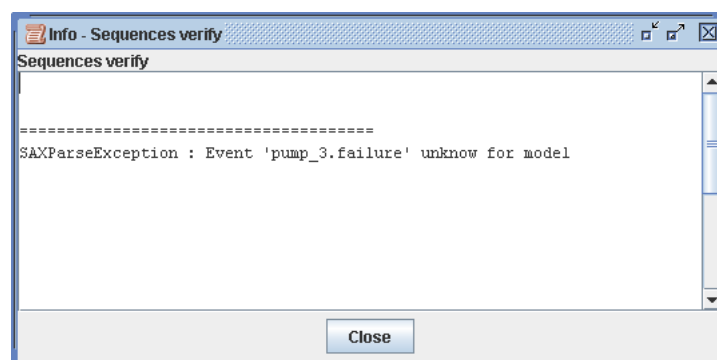 Info - Sequences verify
Sequences verify
======================================
SAXParseException : Event 'pump_3.failure' unknow for model
Close